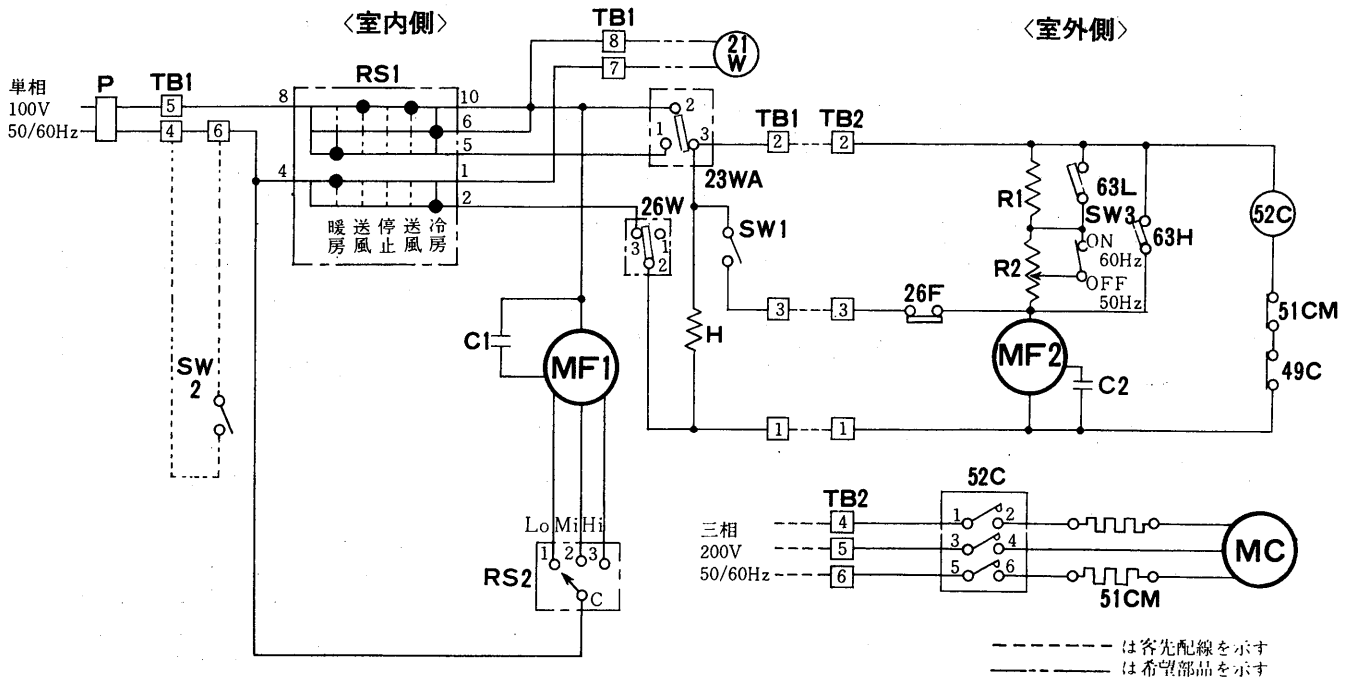 〈室内側〉
〈室外側〉
TB1
8
7
21
W
単相
100V
50/60Hz
P
TB1
5
4
6
RS1
8
4
10
6
5
1
2
暖房
送風
停止
送風
冷房
2
1
3
23WA
26W
3
1
2
SW1
H
TB1
TB2
2
2
3
3
1
1
26F
R1
R2
63L
SW3
ON
60Hz
OFF
50Hz
63H
52C
51CM
49C
MF2
C2
C1
MF1
SW
2
Lo Mi Hi
1
2
3
C
RS2
三相
200V
50/60Hz
TB2
4
5
6
52C
1
2
3
4
5
6
51CM
MC
は客先配線を示す
は希望部品を示す